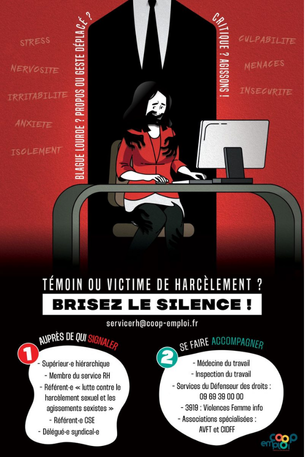 BLAGUE LOURDE ? PROPOS OU GESTE DÉPLACÉ ?
CRITIQUE ? AGISSONS !
STRESS
NERVOSITE
IRRITABILITE
ANXIETE
ISOLEMENT
CULPABILITE
MENACES
INSECURITE
TÉMOIN OU VICTIME DE HARCÈLEMENT ?
BRISEZ LE SILENCE !
servicerh@coop-emploi.fr
1 AUPRÈS DE QUI SIGNALER
- Supérieur·e hiérarchique
- Membre du service RH
- Référent·e « lutte contre le
harcèlement sexuel et les
agissements sexistes »
- Référent·e CSE
- Délégué·e syndical·e
2 SE FAIRE ACCOMPAGNER
- Médecine du travail
- Inspection du travail
- Services du Défenseur des droits :
09 69 39 00 00
- 3919 : Violences Femme info
- Associations spécialisées :
AVFT et CIDFF
coop
emploi